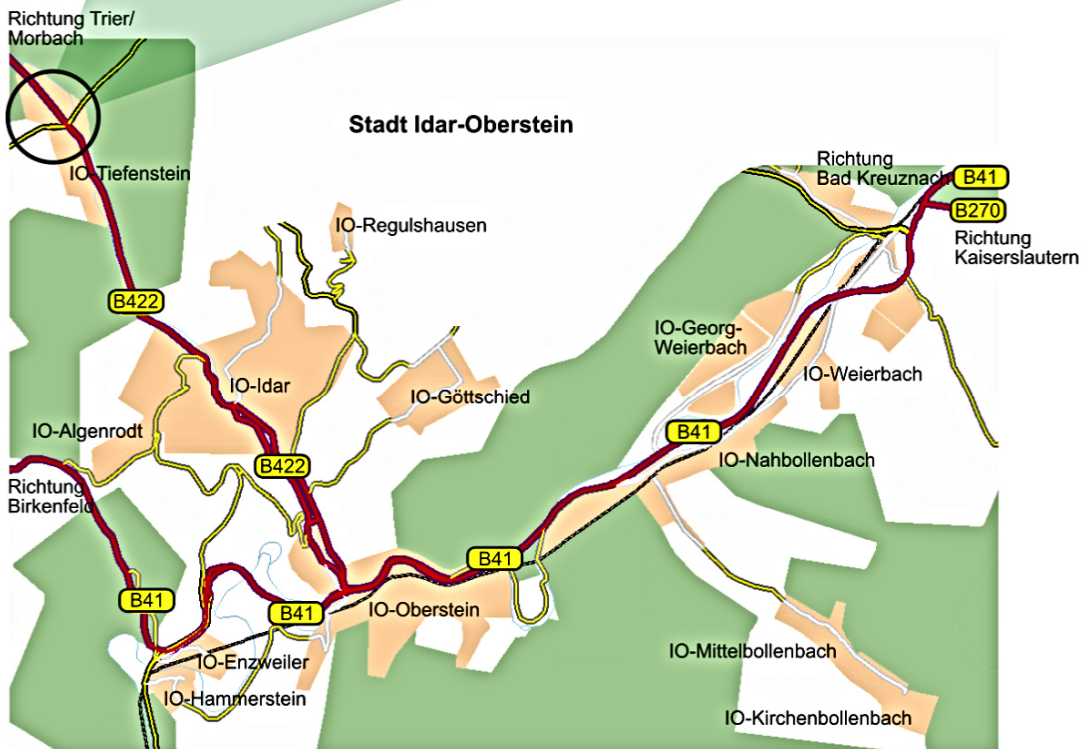 Richtung Trier/
Morbach
Stadt Idar-Oberstein
Richtung
Bad Kreuznach
B41
B270
Richtung
Kaiserslautern
IO-Tiefenstein
IO-Regulshausen
B422
IO-Georg-
Weierbach
IO-Idar
IO-Weierbach
IO-Göttschied
IO-Algenrodt
B41
B422
IO-Nahbollenbach
Richtung
Birkenfeld
B41
B41
B41
IO-Oberstein
IO-Mittelbollenbach
IO-Enzweiler
IO-Hammerstein
IO-Kirchenbollenbach